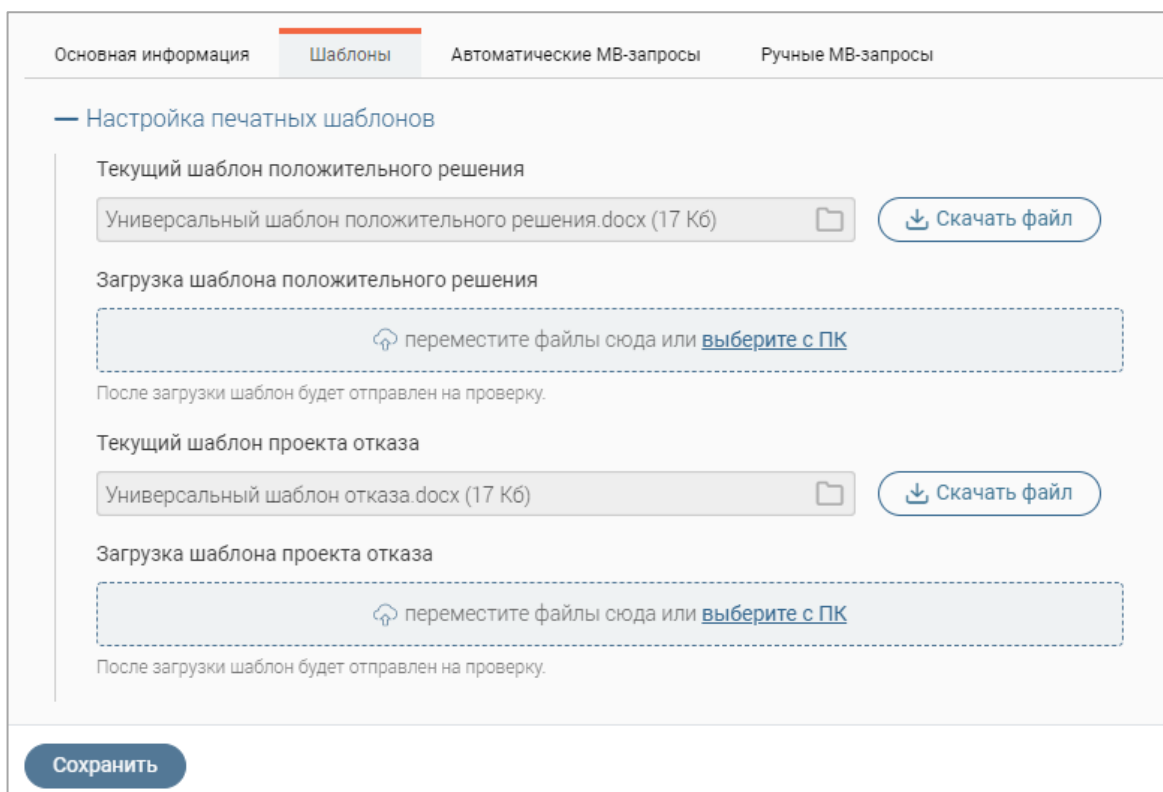 Основная информация Шаблоны Автоматические МВ-запросы Ручные МВ-запросы
Настройка печатных шаблонов
Текущий шаблон положительного решения
Универсальный шаблон положительного решения.docx (17 Кб) Скачать файл
Загрузка шаблона положительного решения
переместите файлы сюда или выберите с ПК
После загрузки шаблон будет отправлен на проверку.
Текущий шаблон проекта отказа
Универсальный шаблон отказа.docx (17 Кб) Скачать файл
Загрузка шаблона проекта отказа
переместите файлы сюда или выберите с ПК
После загрузки шаблон будет отправлен на проверку.
Сохранить